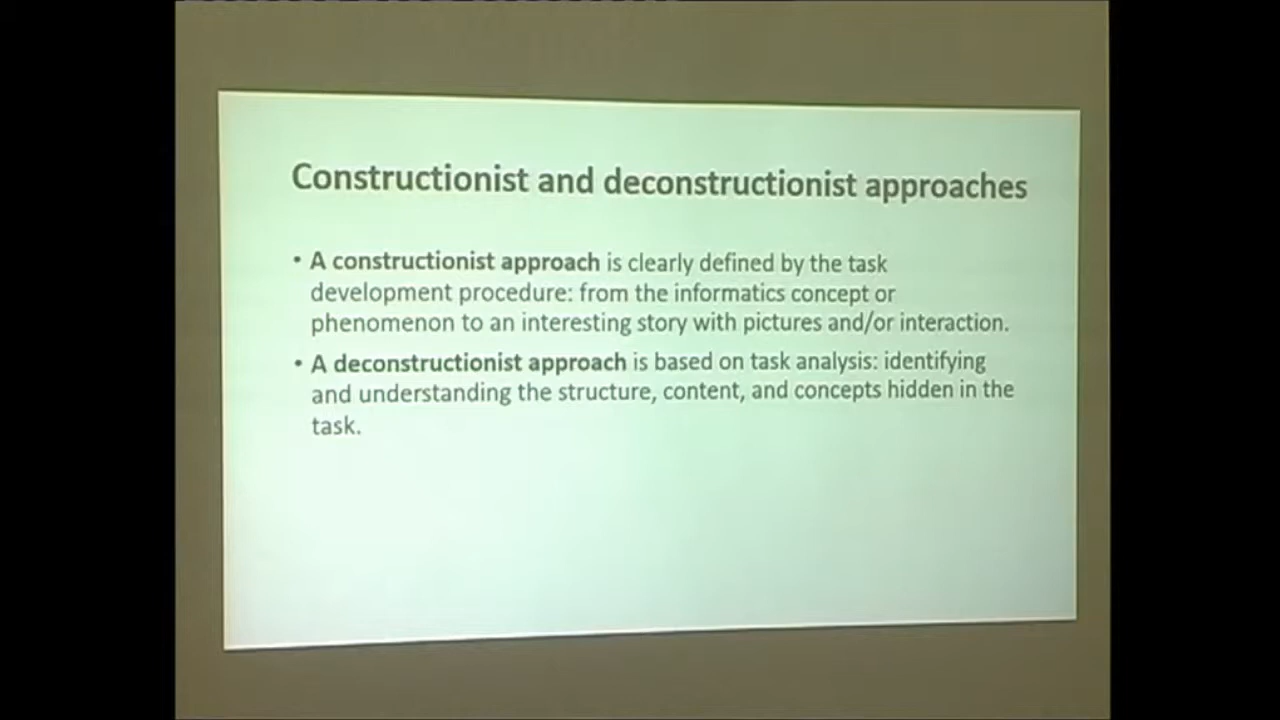 Constructionist and deconstructionist approaches
• A constructionist approach is clearly defined by the task
development procedure: from the informatics concept or
phenomenon to an interesting story with pictures and/or interaction.
• A deconstructionist approach is based on task analysis: identifying
and understanding the structure, content, and concepts hidden in the
task.